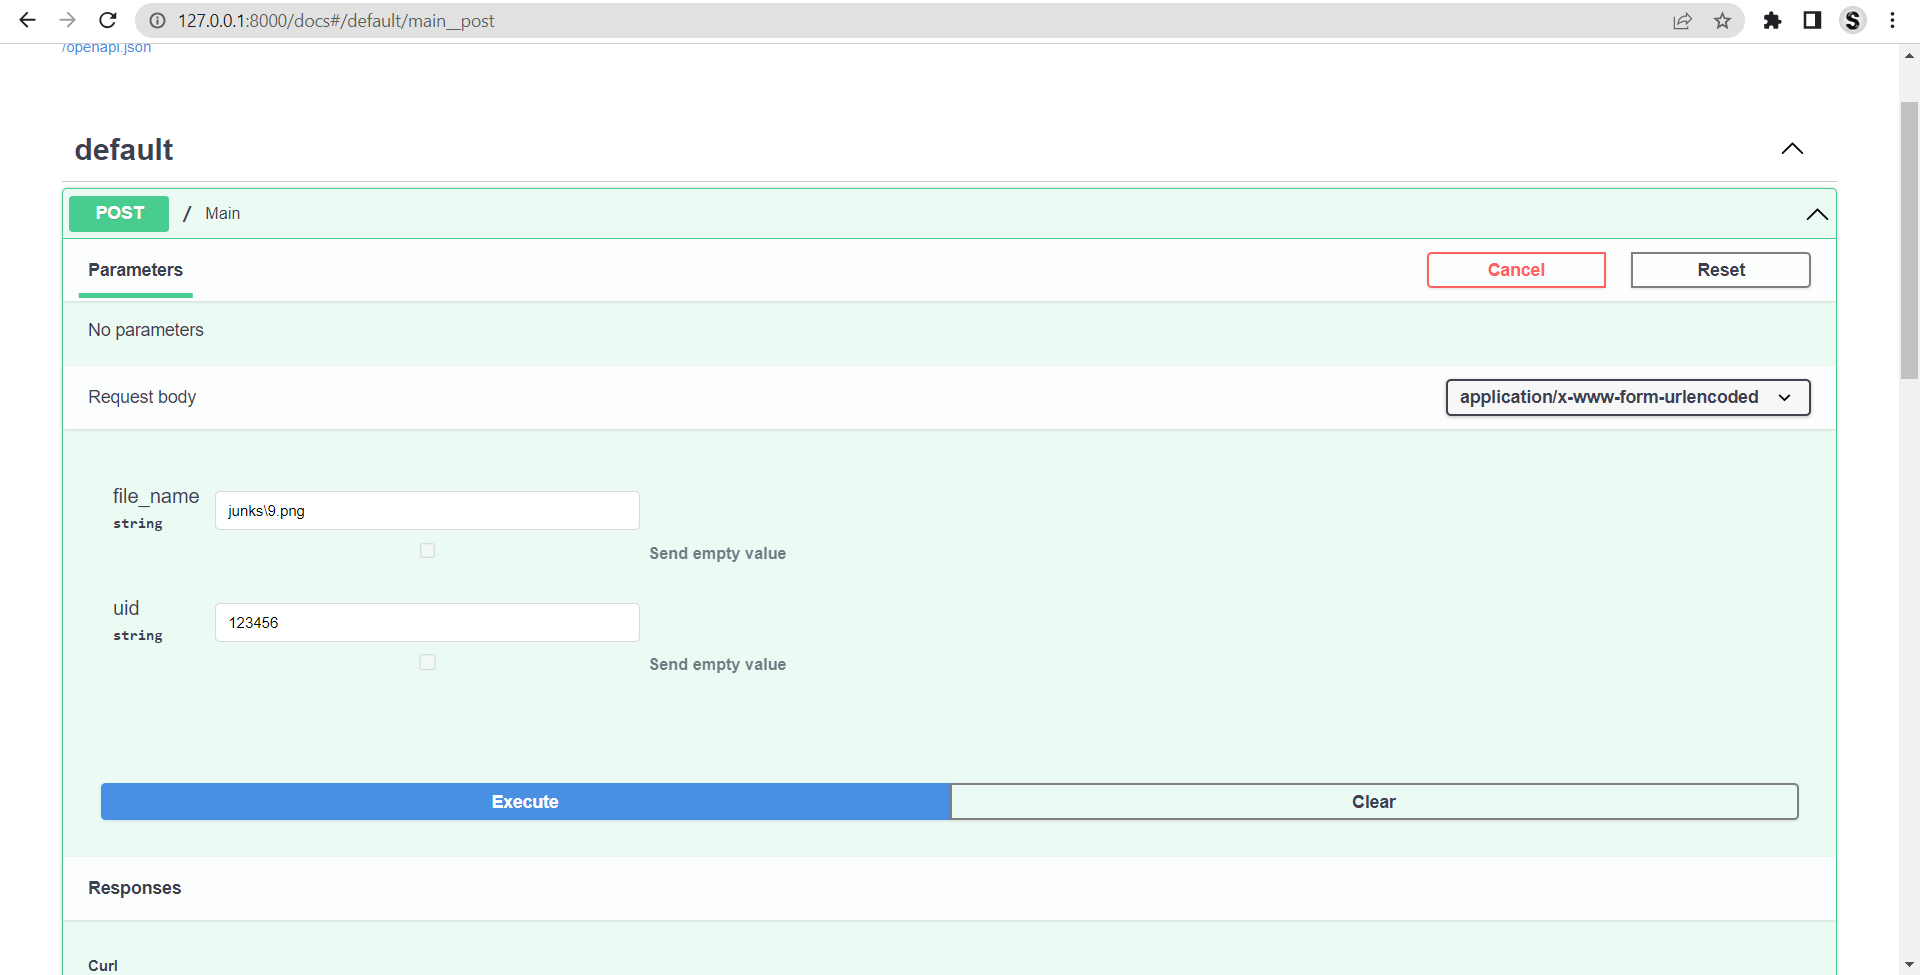 127.0.0.1:8000/docs#/default/main__post
S
/openapi.json
default
POST / Main
Parameters
Cancel
Reset
No parameters
Request body
application/x-www-form-urlencoded
file_name
string
junks\9.png
Send empty value
uid
string
123456
Send empty value
Execute
Clear
Responses
Curl